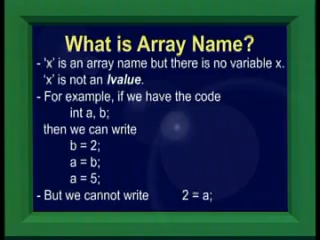 What is Array Name?
- 'x' is an array name but there is no variable x.
'x' is not an lvalue.
- For example, if we have the code
int a, b;
then we can write
b = 2;
a = b;
a = 5;
- But we cannot write 2 = a;